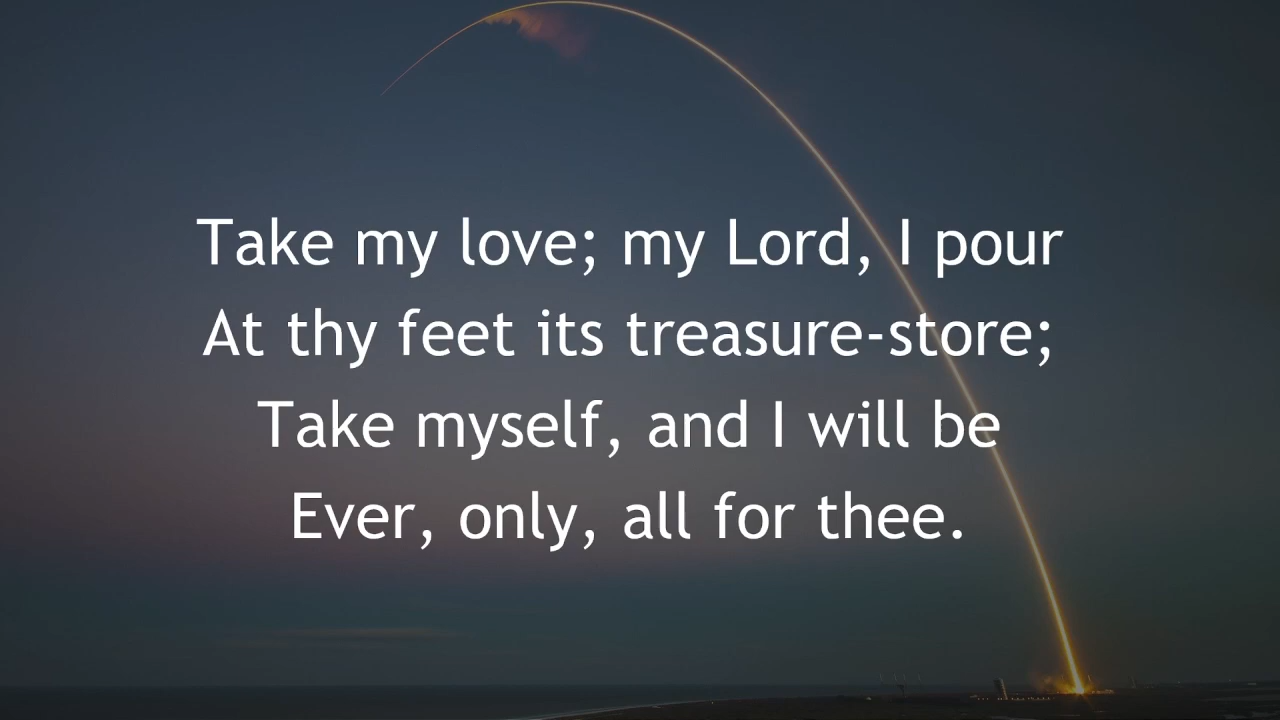 Take my love; my Lord, I pour
At thy feet its treasure-store;
Take myself, and I will be
Ever, only, all for thee.